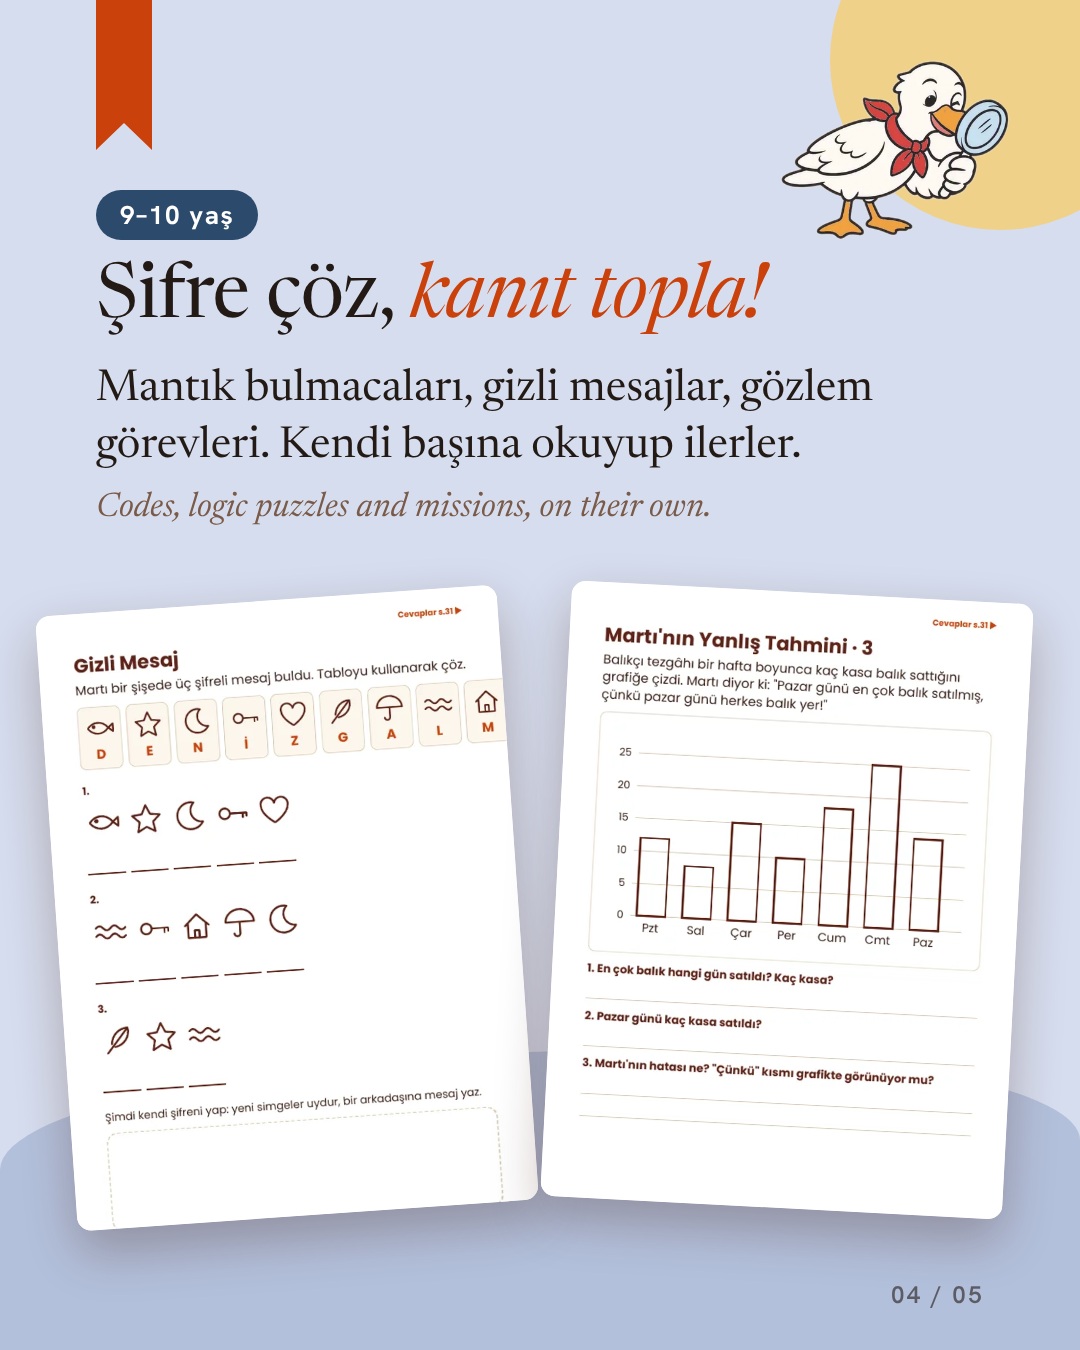 9–10 yaş
Şifre çöz, kanıt topla!
Mantık bulmacaları, gizli mesajlar, gözlem
görevleri. Kendi başına okuyup ilerler.
Codes, logic puzzles and missions, on their own.
Cevaplar s.31
Gizli Mesaj
Martı bir şişede üç şifreli mesaj buldu. Tabloyu kullanarak çöz.
D E N İ Z G A L M
1.
2.
3.
Şimdi kendi şifreni yap: yeni simgeler uydur, bir arkadaşına mesaj yaz.
Cevaplar s.31
Martı'nın Yanlış Tahmini · 3
Balıkçı tezgâhı bir hafta boyunca kaç kasa balık sattığını
grafiğe çizdi. Martı diyor ki: "Pazar günü en çok balık satılmış,
çünkü pazar günü herkes balık yer!"
25
20
15
10
5
0
Pzt Sal Çar Per Cum Cmt Paz
1. En çok balık hangi gün satıldı? Kaç kasa?
2. Pazar günü kaç kasa satıldı?
3. Martı'nın hatası ne? "Çünkü" kısmı grafikte görünüyor mu?
04 / 05